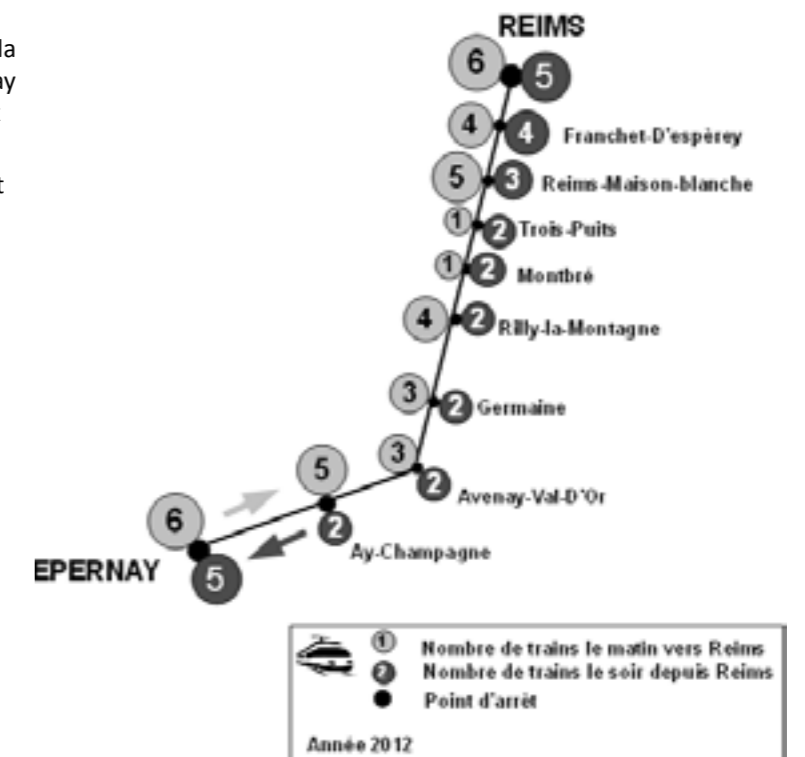 REIMS
la
6 5
ay
4 4 Franchet-D'espèrey
t
5 3 Reims-Maison-blanche
1 2 Trois-Puits
1 2 Montbré
4 2 Rilly-la-Montagne
3 2 Germaine
3
5
2 Avenay-Val-D'Or
6
2 Ay-Champagne
EPERNAY 5
1 Nombre de trains le matin vers Reims
2 Nombre de trains le soir depuis Reims
Point d'arrèt
Année 2012